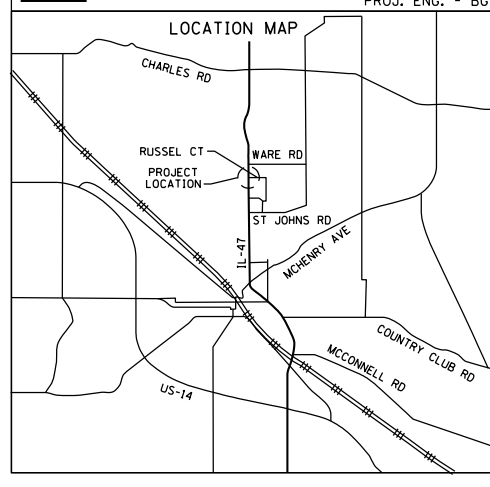 PROJ. ENG. - BG
LOCATION MAP
CHARLES RD
RUSSEL CT
WARE RD
PROJECT
LOCATION
ST JOHNS RD
IL-47
MCHENRY AVE
COUNTRY CLUB RD
MCCONNELL RD
US-14